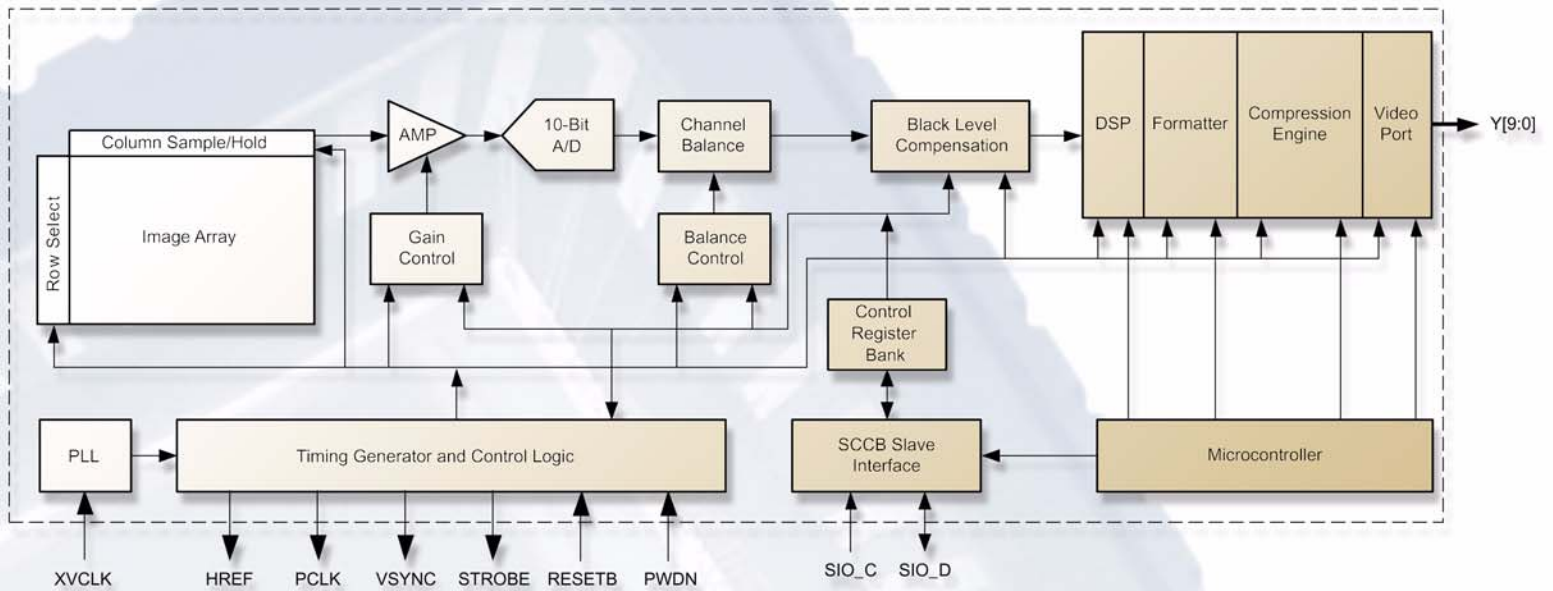 Column Sample/Hold
Row Select
Image Array
AMP
10-Bit
A/D
Channel
Balance
Black Level
Compensation
DSP
Formatter
Compression
Engine
Video
Port
Y[9:0]
Gain
Control
Balance
Control
Control
Register
Bank
PLL
Timing Generator and Control Logic
SCCB Slave
Interface
Microcontroller
XVCLK
HREF
PCLK
VSYNC
STROBE
RESETB
PWDN
SIO_C
SIO_D